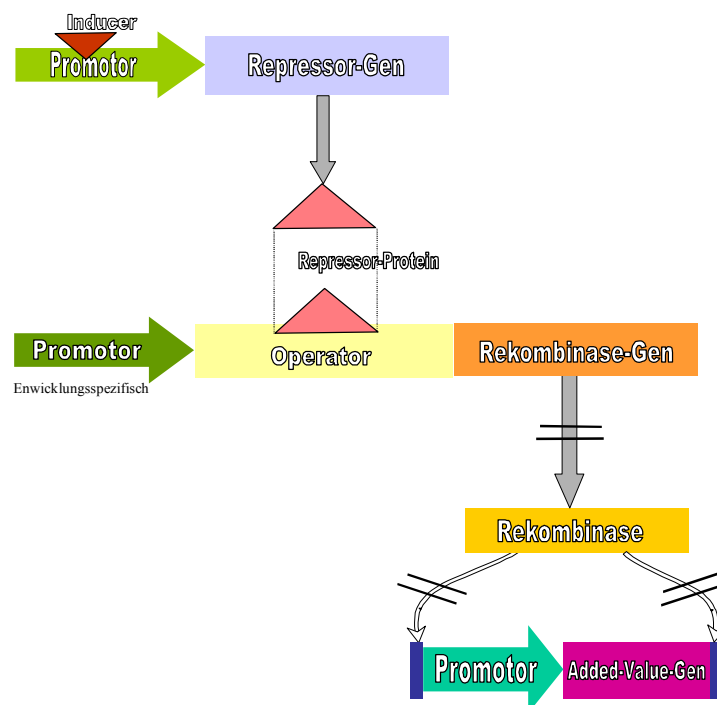 Inducer
Promotor
Repressor-Gen
Repressor-Protein
Promotor
Operator
Rekombinase-Gen
Enwicklungsspezifisch
Rekombinase
Promotor
Added-Value-Gen